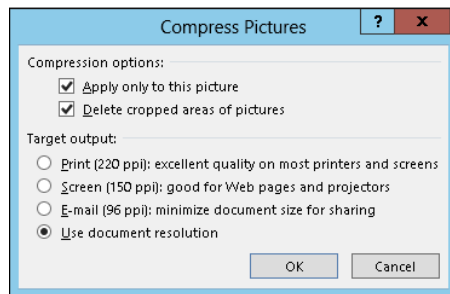 Compress Pictures
?
x
Compression options:
Apply only to this picture
Delete cropped areas of pictures
Target output:
Print (220 ppi): excellent quality on most printers and screens
Screen (150 ppi): good for Web pages and projectors
E-mail (96 ppi): minimize document size for sharing
Use document resolution
OK
Cancel